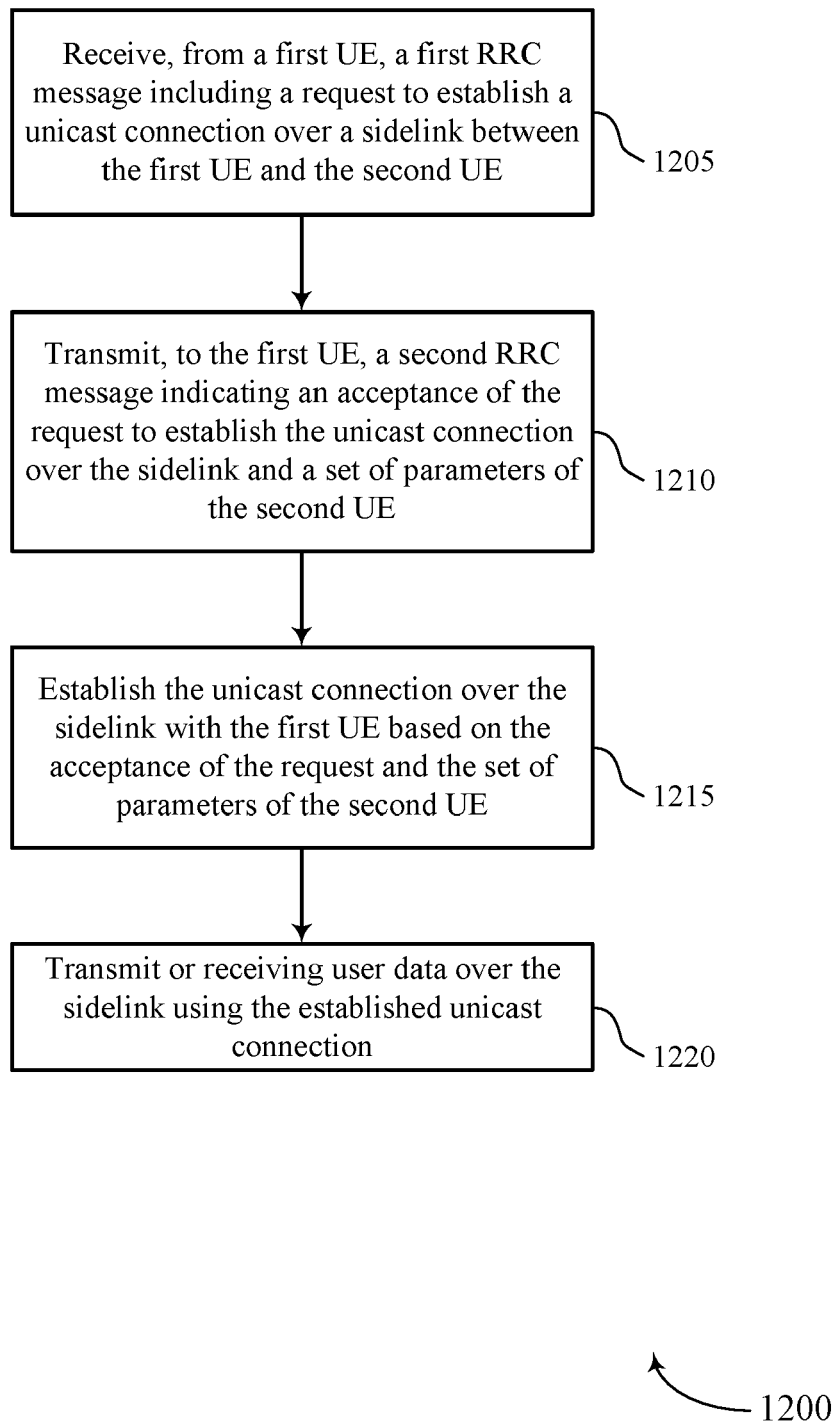 Receive, from a first UE, a first RRC
message including a request to establish a
unicast connection over a sidelink between
the first UE and the second UE
1205
Transmit, to the first UE, a second RRC
message indicating an acceptance of the
request to establish the unicast connection
over the sidelink and a set of parameters of
the second UE
1210
Establish the unicast connection over the
sidelink with the first UE based on the
acceptance of the request and the set of
parameters of the second UE
1215
Transmit or receiving user data over the
sidelink using the established unicast
connection
1220
1200